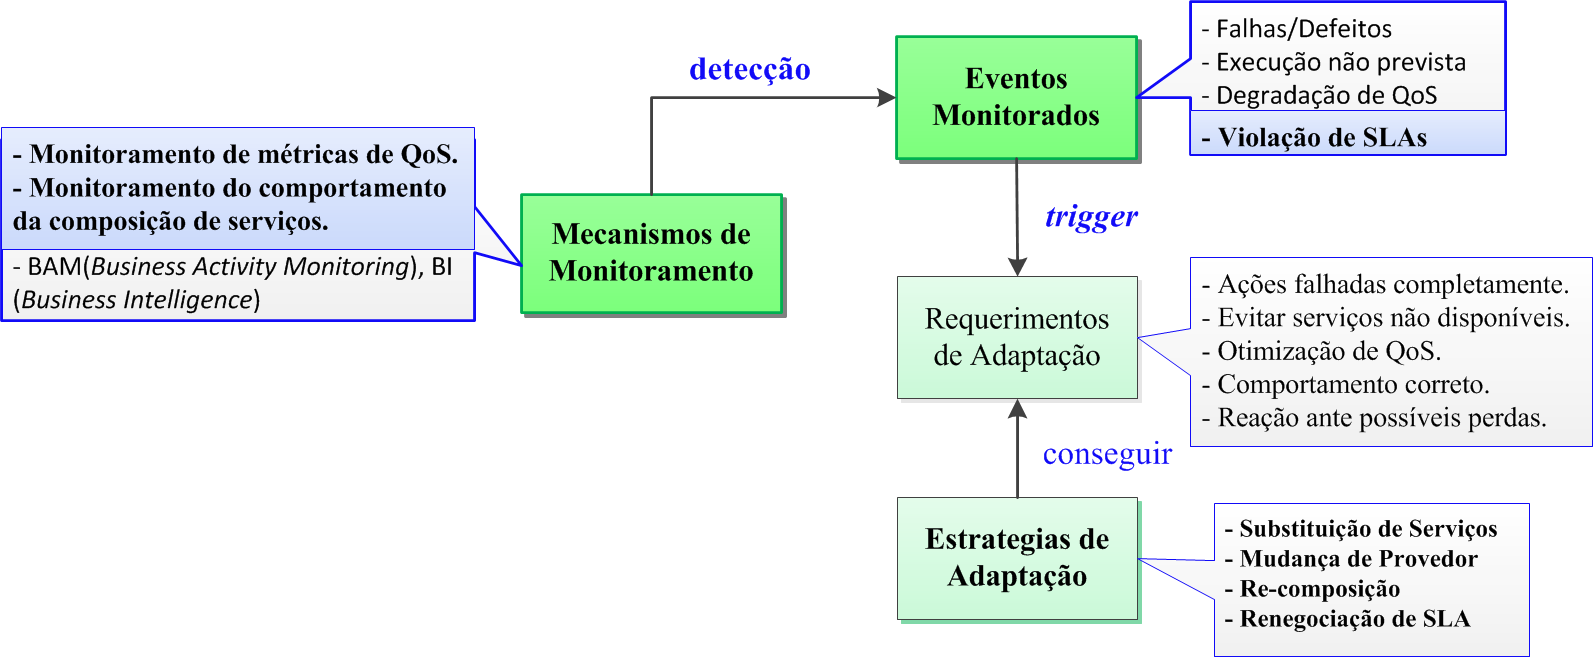 - Monitoramento de métricas de QoS.
- Monitoramento do comportamento
da composição de serviços.
- BAM(Business Activity Monitoring), BI
(Business Intelligence)
Mecanismos de
Monitoramento
detecção
Eventos
Monitorados
- Falhas/Defeitos
- Execução não prevista
- Degradação de QoS
- Violação de SLAs
trigger
Requerimentos
de Adaptação
- Ações falhadas completamente.
- Evitar serviços não disponíveis.
- Otimização de QoS.
- Comportamento correto.
- Reação ante possíveis perdas.
conseguir
Estrategias de
Adaptação
- Substituição de Serviços
- Mudança de Provedor
- Re-composição
- Renegociação de SLA